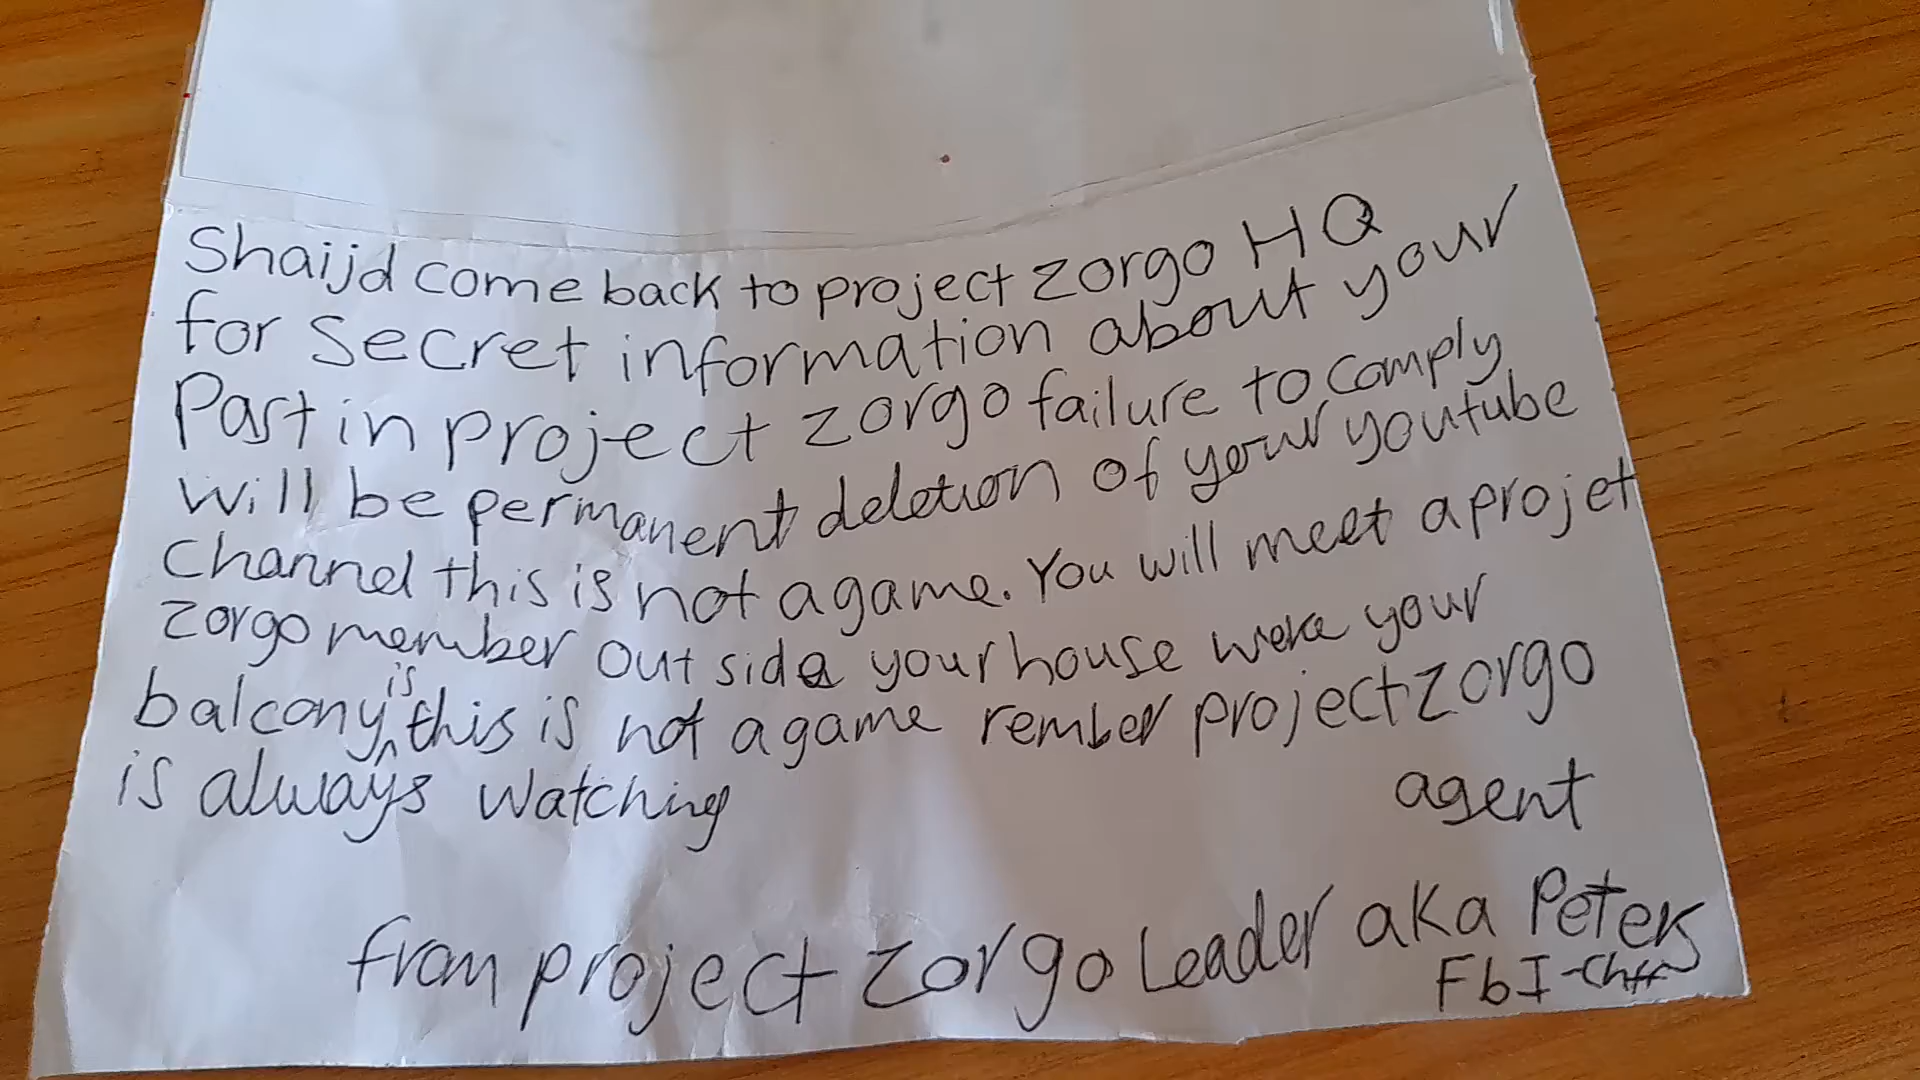 Shaijd come back to project zorgo HQ
for secret information about your
Past in project zorgo failure to comply
will be permanent deletion of your youtube
channel this is not a game. You will meet a projet
zorgo member out side your house were your
balcony is this is not a game rember project zorgo
is always watching
agent
from project zorgo Leader aka Peters
FbI